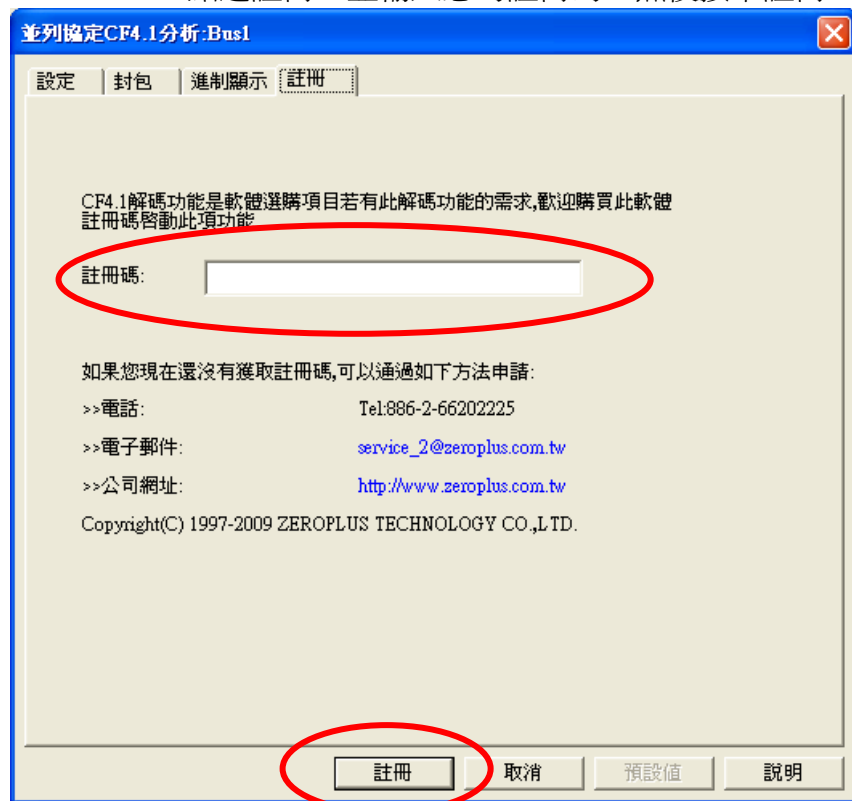 並列協定CF4.1分析:Bus1
設定 封包 進制顯示 註冊
CF4.1解碼功能是軟體選購項目若有此解碼功能的需求,歡迎購買此軟體
註冊碼啓動此項功能
註冊碼:
如果您現在還沒有獲取註冊碼,可以通過如下方法申請:
>>電話: Tel:886-2-66202225
>>電子郵件: service_2@zeroplus.com.tw
>>公司網址: http://www.zeroplus.com.tw
Copyright(C) 1997-2009 ZEROPLUS TECHNOLOGY CO.,LTD.
註冊 取消 預設值 說明